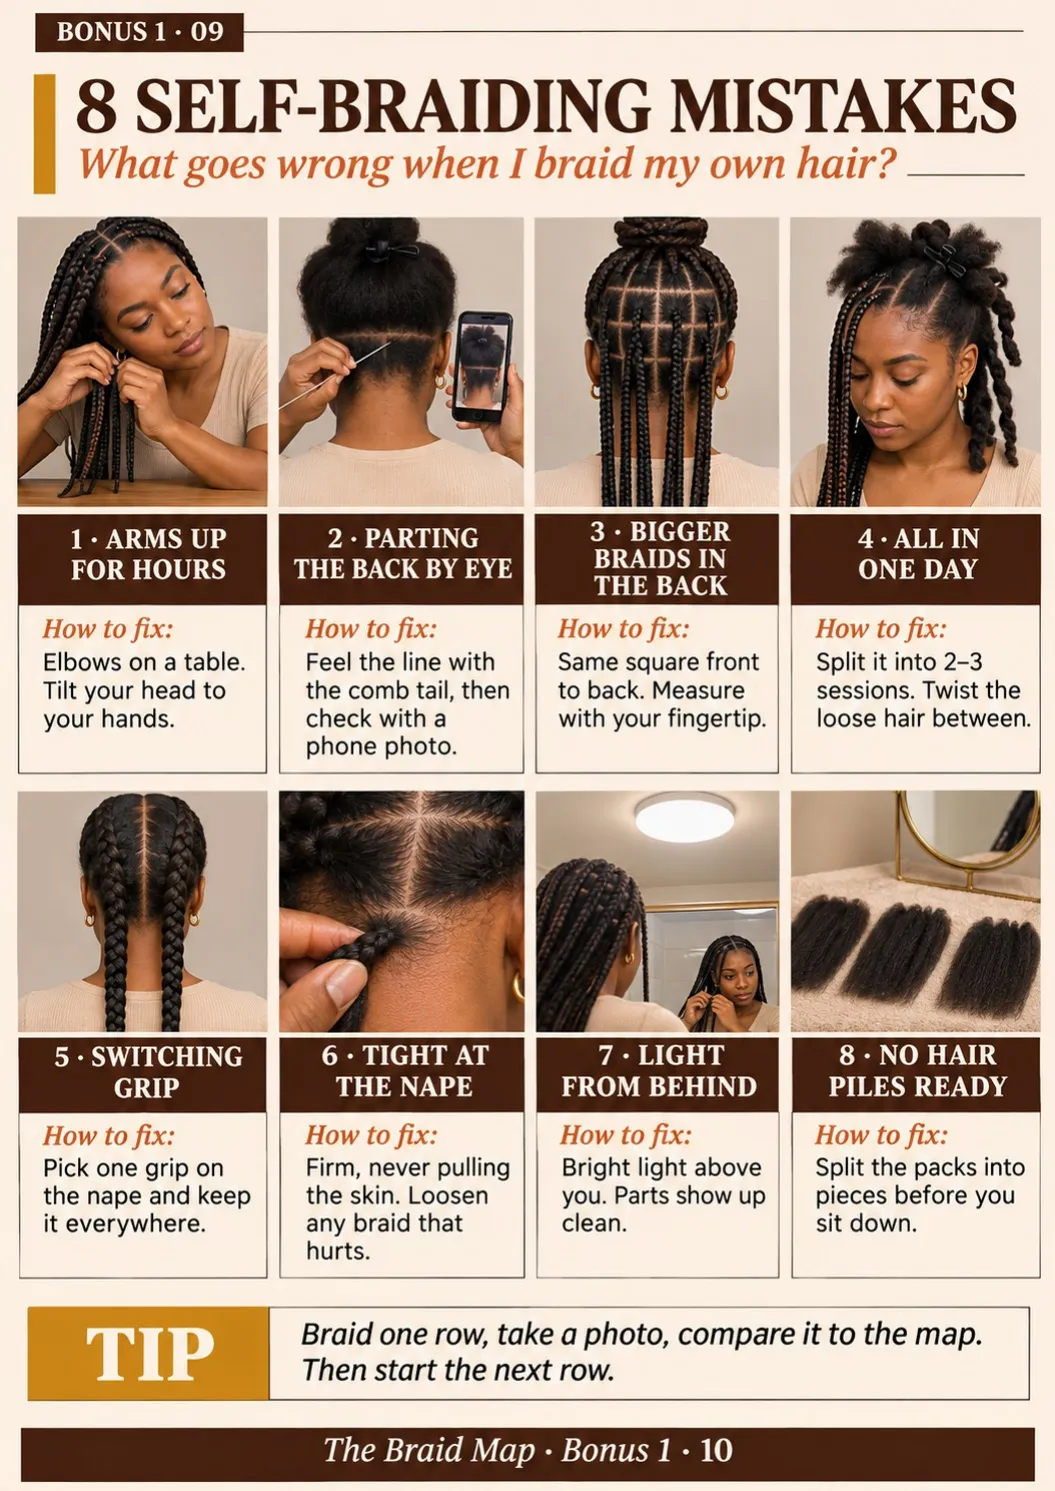 BONUS 1 · 09
8 SELF-BRAIDING MISTAKES
What goes wrong when I braid my own hair?
1 · ARMS UP
FOR HOURS
How to fix:
Elbows on a table.
Tilt your head to
your hands.
2 · PARTING
THE BACK BY EYE
How to fix:
Feel the line with
the comb tail, then
check with a
phone photo.
3 · BIGGER
BRAIDS IN
THE BACK
How to fix:
Same square front
to back. Measure
with your fingertip.
4 · ALL IN
ONE DAY
How to fix:
Split it into 2–3
sessions. Twist the
loose hair between.
5 · SWITCHING
GRIP
How to fix:
Pick one grip on
the nape and keep
it everywhere.
6 · TIGHT AT
THE NAPE
How to fix:
Firm, never pulling
the skin. Loosen
any braid that
hurts.
7 · LIGHT
FROM BEHIND
How to fix:
Bright light above
you. Parts show up
clean.
8 · NO HAIR
PILES READY
How to fix:
Split the packs into
pieces before you
sit down.
TIP
Braid one row, take a photo, compare it to the map.
Then start the next row.
The Braid Map · Bonus 1 · 10